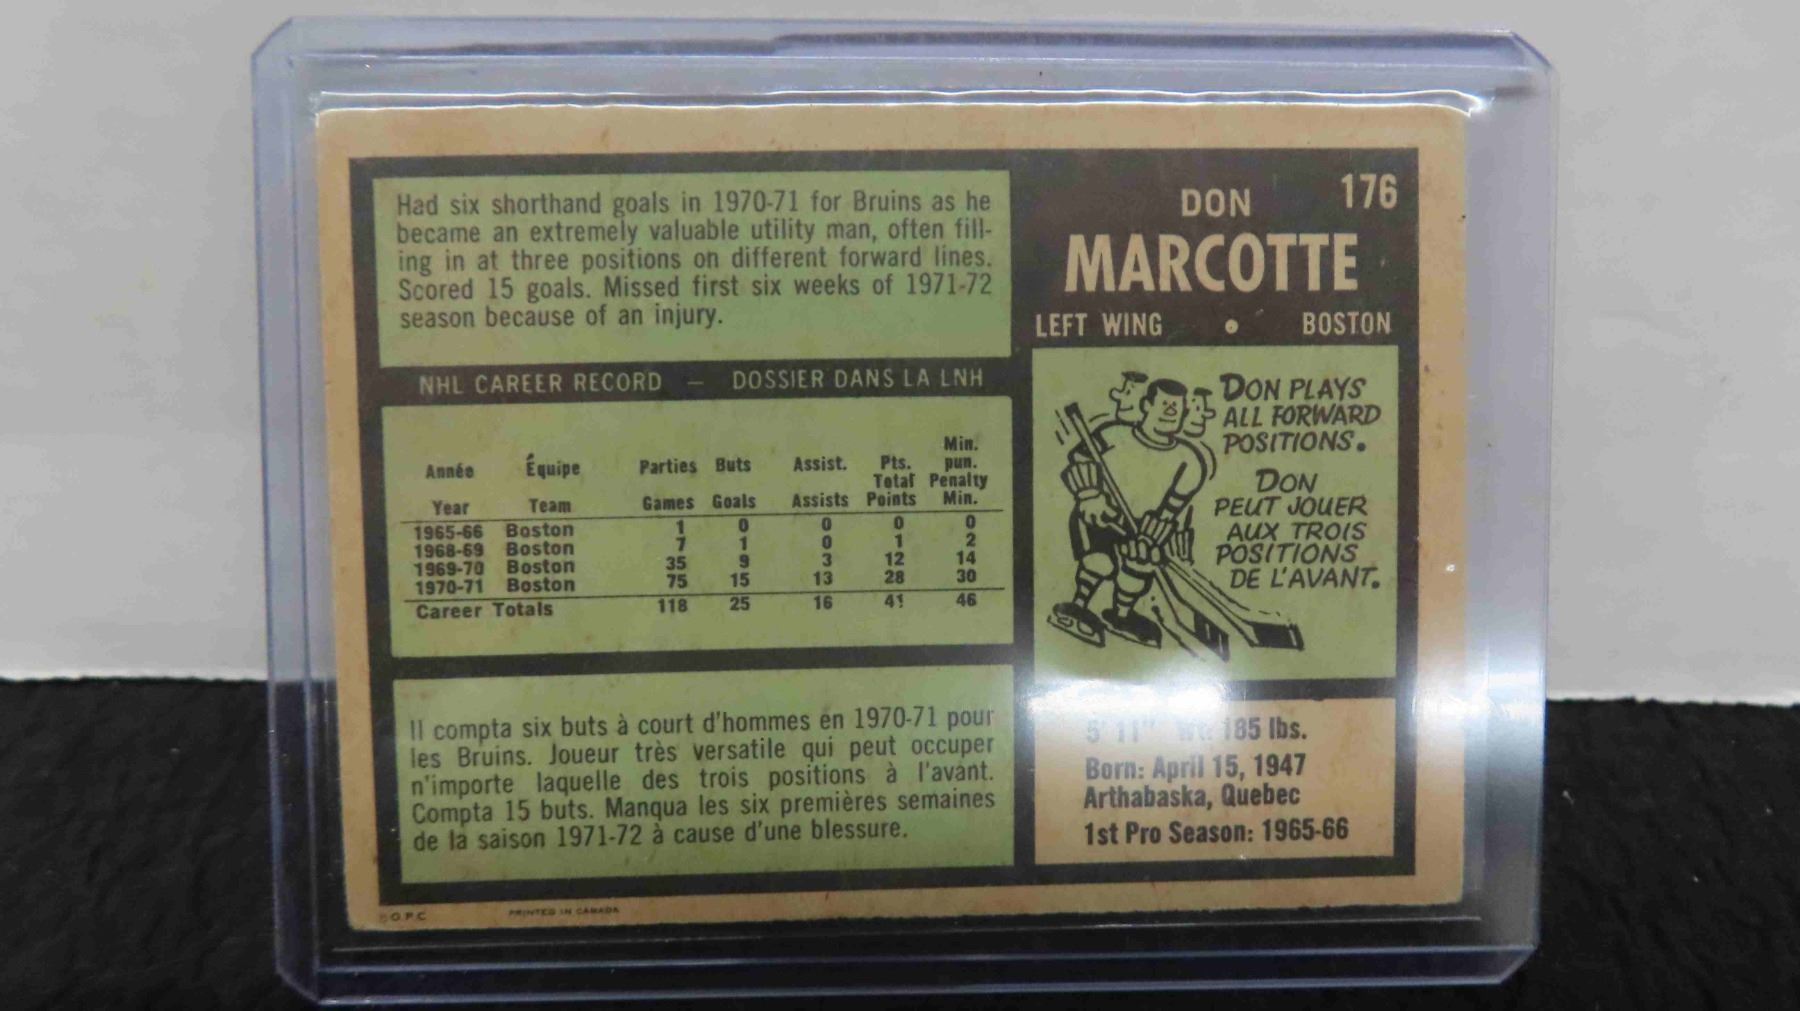 Had six shorthand goals in 1970-71 for Bruins as he
became an extremely valuable utility man, often fill-
ing in at three positions on different forward lines.
Scored 15 goals. Missed first six weeks of 1971-72
season because of an injury.
DON 176
MARCOTTE
LEFT WING • BOSTON
NHL CAREER RECORD — DOSSIER DANS LA LNH
Année Équipe Parties Buts Assist. Pts. Min. pun.
Year Team Games Goals Assists Total Points Penalty Min.
1965-66 Boston 1 0 0 0 0
1968-69 Boston 7 1 0 1 2
1969-70 Boston 35 9 3 12 14
1970-71 Boston 75 15 13 28 30
Career Totals 118 25 16 41 46
DON PLAYS
ALL FORWARD
POSITIONS.
DON
PEUT JOUER
AUX TROIS
POSITIONS
DE L'AVANT.
Il compta six buts à court d'hommes en 1970-71 pour
les Bruins. Joueur très versatile qui peut occuper
n'importe laquelle des trois positions à l'avant.
Compta 15 buts. Manqua les six premières semaines
de la saison 1971-72 à cause d'une blessure.
5' 11" 185 lbs.
Born: April 15, 1947
Arthabaska, Quebec
1st Pro Season: 1965-66
O.P.C PRINTED IN CANADA